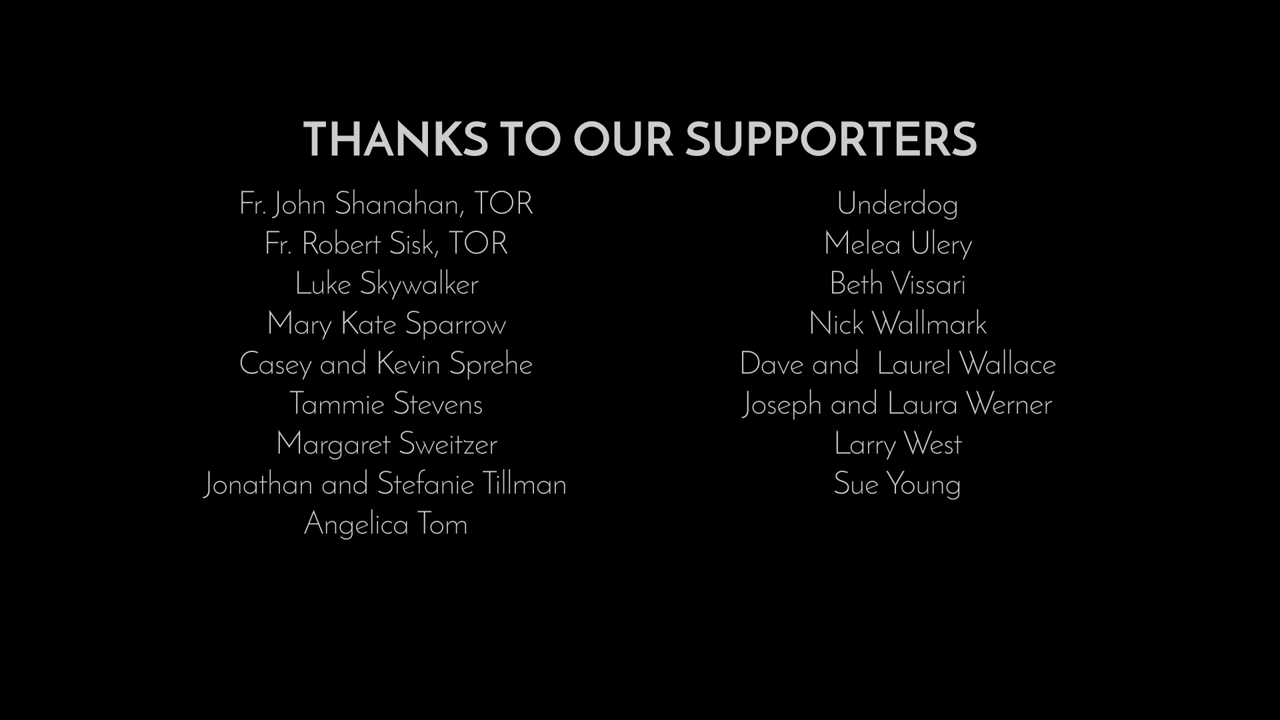 THANKS TO OUR SUPPORTERS
Fr. John Shanahan, TOR
Fr. Robert Sisk, TOR
Luke Skywalker
Mary Kate Sparrow
Casey and Kevin Sprehe
Tammie Stevens
Margaret Sweitzer
Jonathan and Stefanie Tillman
Angelica Tom
Underdog
Melea Ulery
Beth Vissari
Nick Wallmark
Dave and  Laurel Wallace
Joseph and Laura Werner
Larry West
Sue Young